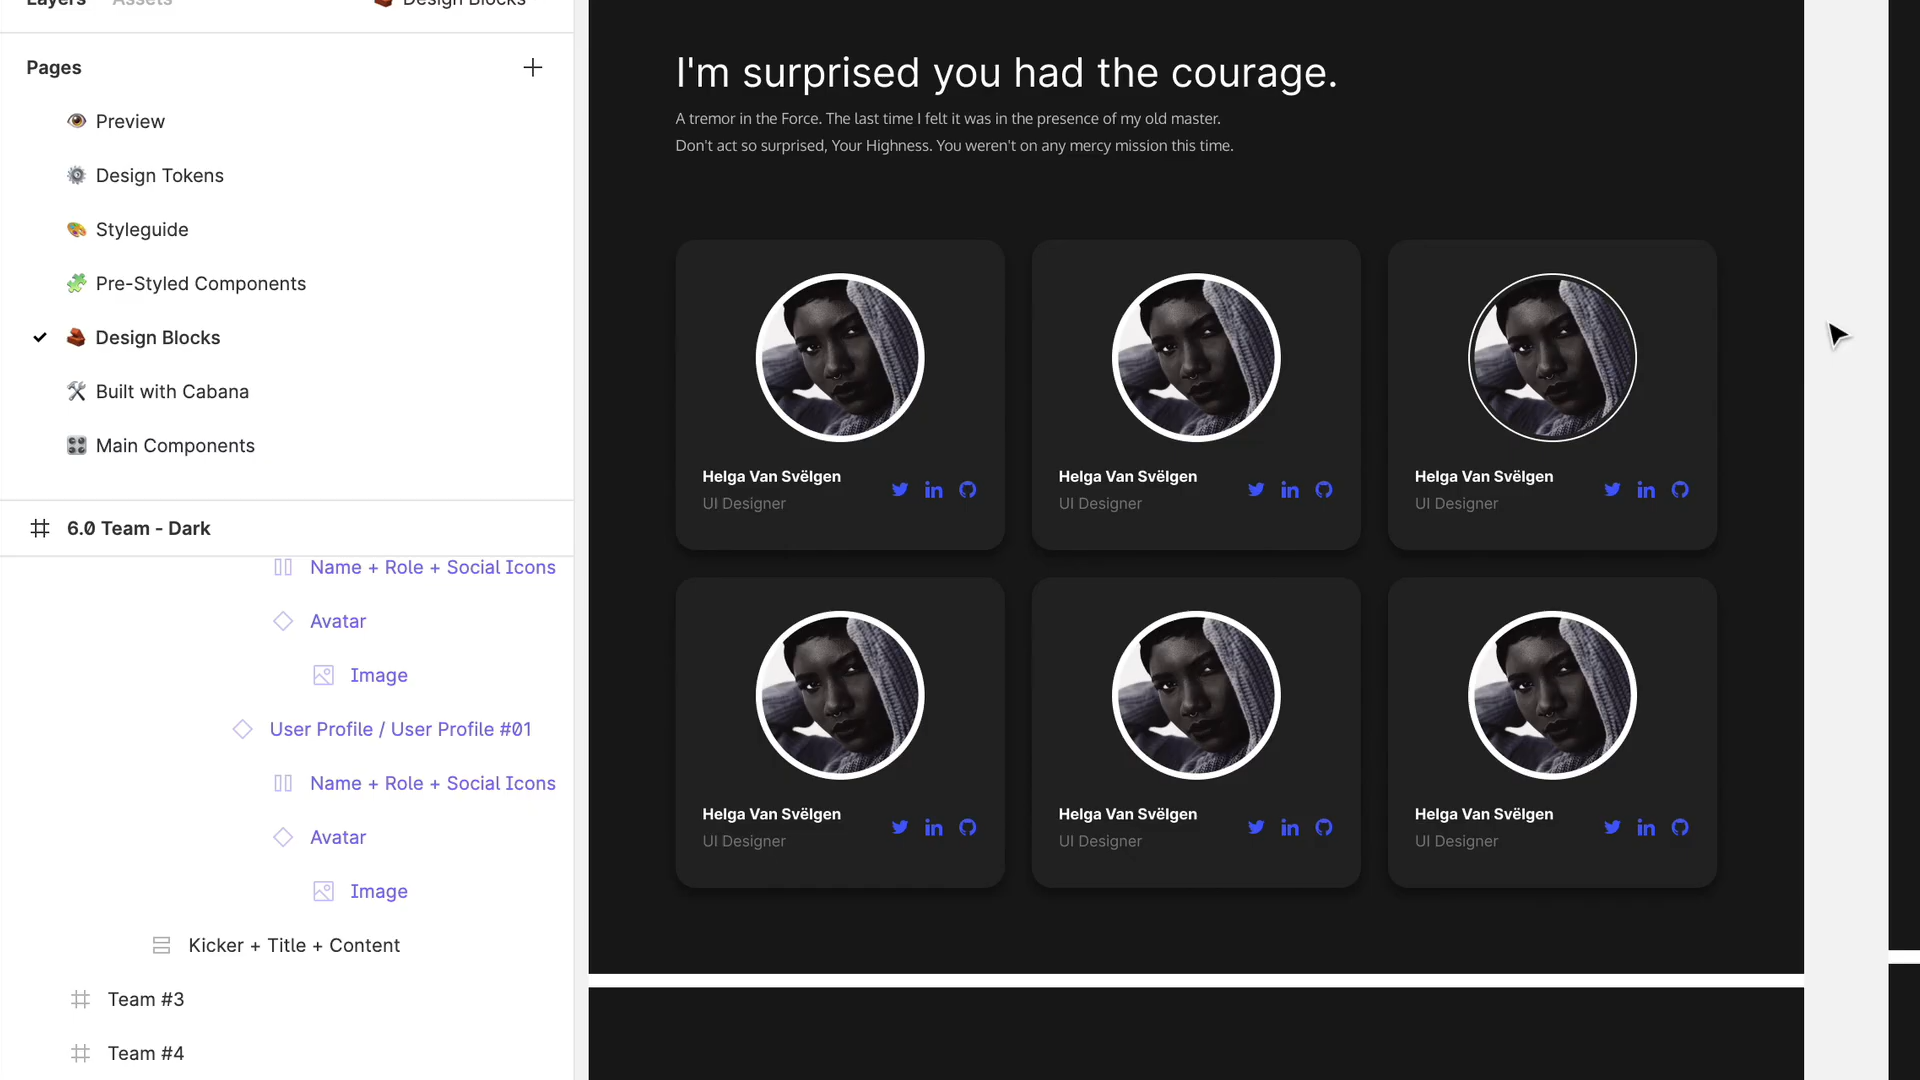 Layers
Assets
Design Blocks
Pages
Preview
Design Tokens
Styleguide
Pre-Styled Components
Design Blocks
Built with Cabana
Main Components
6.0 Team - Dark
Name + Role + Social Icons
Avatar
Image
User Profile / User Profile #01
Name + Role + Social Icons
Avatar
Image
Kicker + Title + Content
Team #3
Team #4
I'm surprised you had the courage.
A tremor in the Force. The last time I felt it was in the presence of my old master.
Don't act so surprised, Your Highness. You weren't on any mercy mission this time.
Helga Van Svëlgen
UI Designer
Helga Van Svëlgen
UI Designer
Helga Van Svëlgen
UI Designer
Helga Van Svëlgen
UI Designer
Helga Van Svëlgen
UI Designer
Helga Van Svëlgen
UI Designer